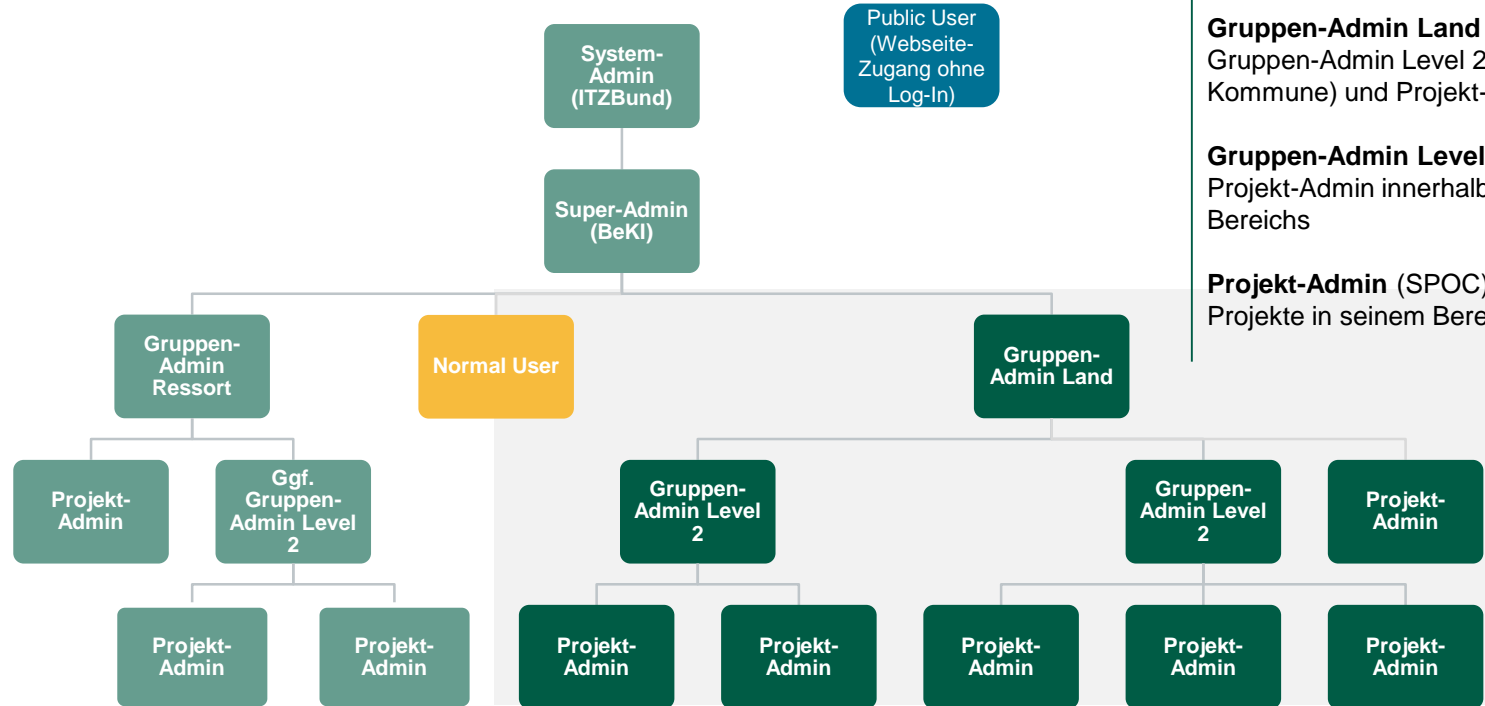 System-
Admin
(ITZBund)
Public User
(Webseite-
Zugang ohne
Log-In)
Gruppen-Admin Land
Gruppen-Admin Level 2
Kommune) und Projekt-
Gruppen-Admin Level
Projekt-Admin innerhalb
Bereichs
Projekt-Admin (SPOC)
Projekte in seinem Bere
Super-Admin
(BeKI)
Gruppen-
Admin
Ressort
Normal User
Gruppen-
Admin Land
Projekt-
Admin
Ggf.
Gruppen-
Admin Level
2
Gruppen-
Admin Level
2
Gruppen-
Admin Level
2
Projekt-
Admin
Projekt-
Admin
Projekt-
Admin
Projekt-
Admin
Projekt-
Admin
Projekt-
Admin
Projekt-
Admin
Projekt-
Admin